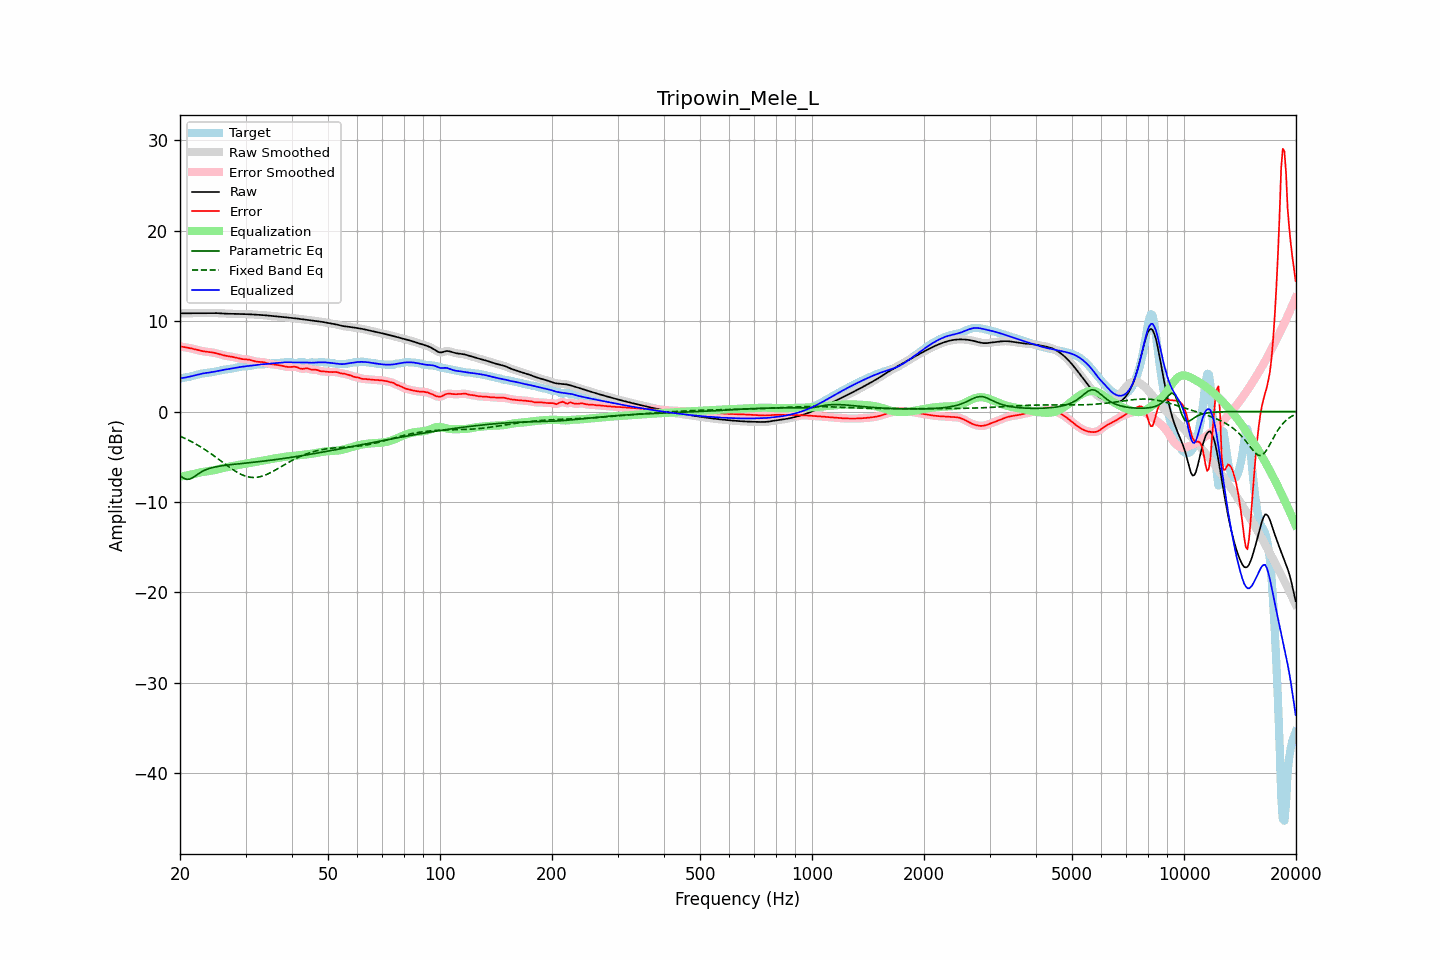 Tripowin_Mele_L
Target
Raw Smoothed
Error Smoothed
Raw
Error
Equalization
Parametric Eq
Fixed Band Eq
Equalized
30
20
10
0
−10
−20
−30
−40
Amplitude (dBr)
20 50 100 200 500 1000 2000 5000 10000 20000
Frequency (Hz)